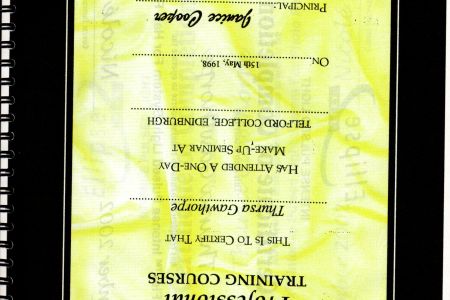 Professional
TRAINING COURSES
THIS IS TO CERTIFY THAT
Thursa Gawthorpe
HAS ATTENDED A ONE-DAY
MAKE-UP SEMINAR AT
TELFORD COLLEGE, EDINBURGH
ON: 15th May, 1998.
PRINCIPAL: Janice Cooper